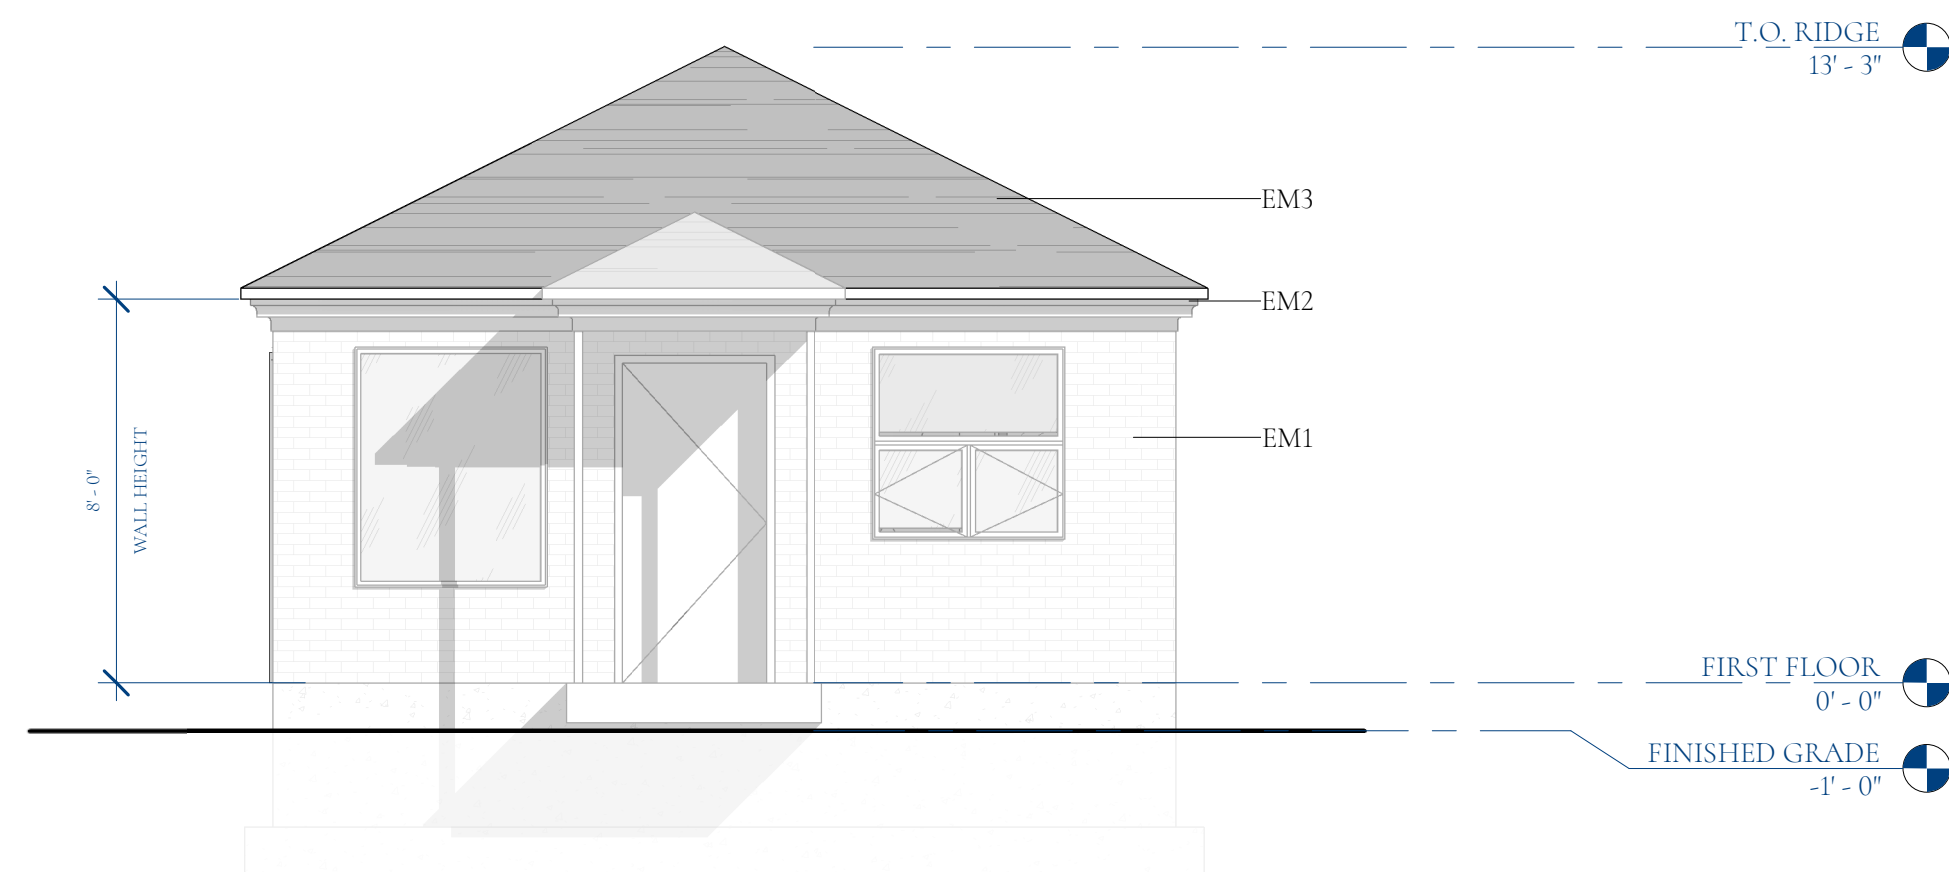 T.O. RIDGE
13' - 3"
EM3
EM2
EM1
8' - 0"
WALL HEIGHT
FIRST FLOOR
0' - 0"
FINISHED GRADE
-1' - 0"